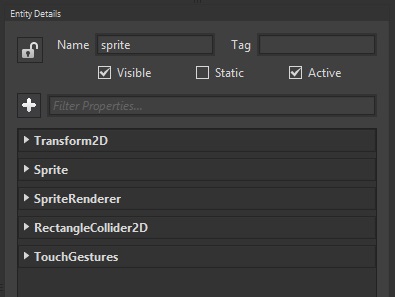 Entity Details
Name sprite Tag
Visible Static Active
Filter Properties...
Transform2D
Sprite
SpriteRenderer
RectangleCollider2D
TouchGestures